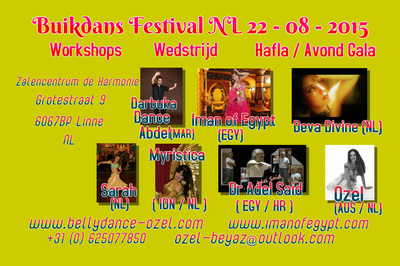 Buikdans Festival NL 22 - 08 - 2015
Workshops Wedstrijd Hafla / Avond Gala
Zalencentrum de Harmonie
Grotestraat 9
6067BR Linne
NL
Darbuka
Dance
Abdel(MAR)
Iman of Egypt
(EGY)
Deva Divine (NL)
Sarah
(NL)
Myristica
( IDN / NL )
Dr Adel Said
( EGY / HR )
Ozel
(AUS / NL)
www.bellydance-ozel.com www.imanofegypt.com
+31 (0) 625077850 ozel-beyaz@outlook.com